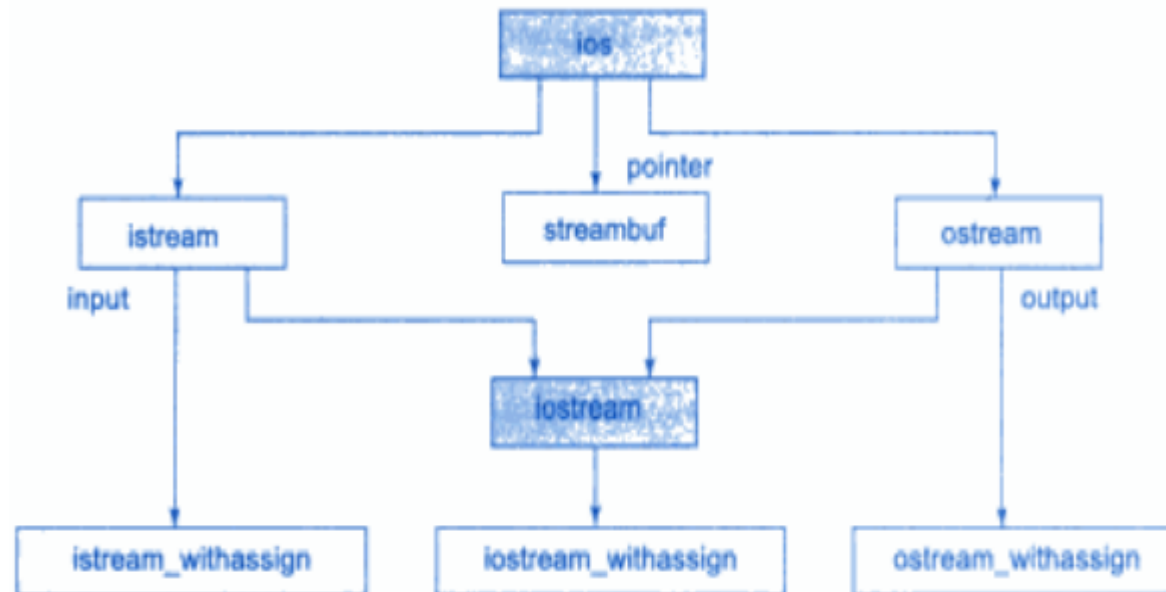 ios
pointer
istream
streambuf
ostream
input
output
iostream
istream_withassign
iostream_withassign
ostream_withassign